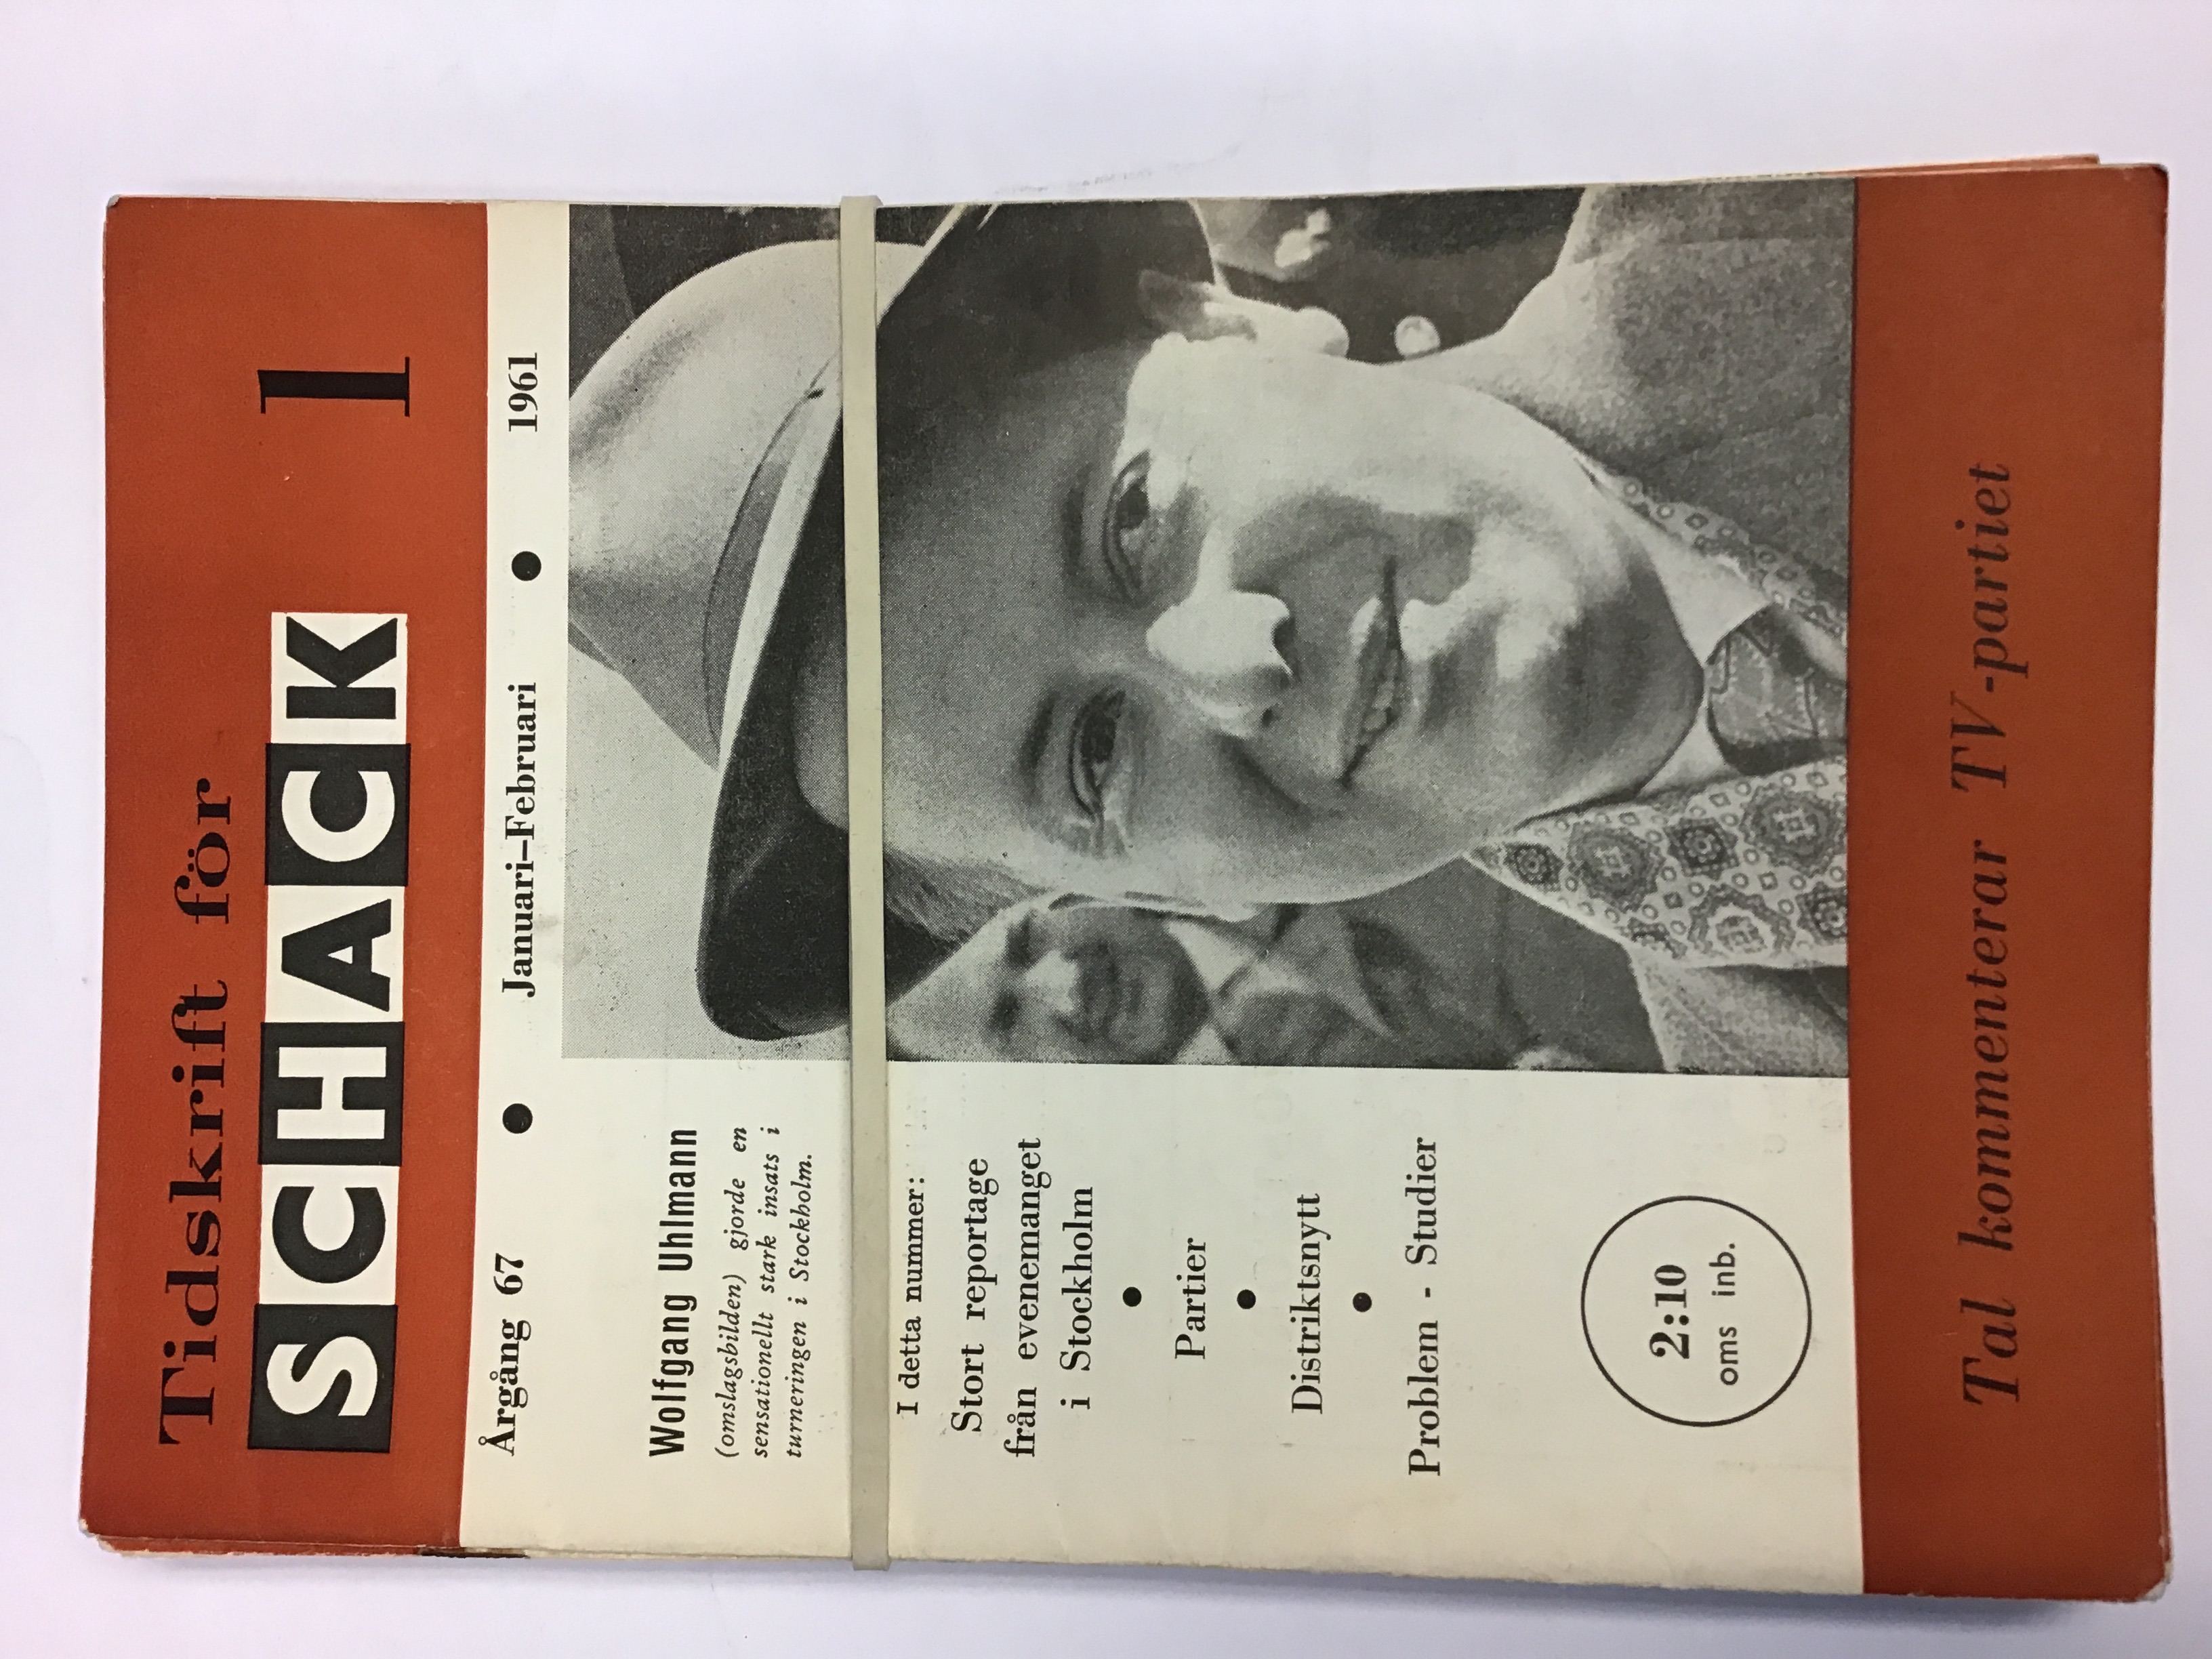 Tidskrift för
SCHACK 1
Årgång 67 • Januari–Februari • 1961
Wolfgang Uhlmann
(omslagsbilden) gjorde en
sensationellt stark insats i
turneringen i Stockholm.
I detta nummer:
Stort reportage
från evenemanget
i Stockholm
•
Partier
•
Distriktsnytt
•
Problem - Studier
2:10
oms inb.
Tal kommenterar TV-partiet